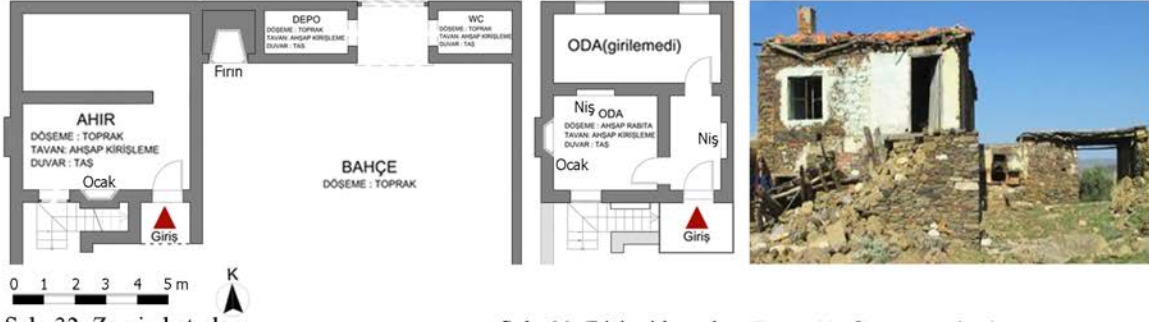 AHIR
DÖŞEME : TOPRAK
TAVAN: AHŞAP KİRİŞLEME
DUVAR : TAŞ
Ocak
Giriş
Fırın
DEPO
DÖŞEME : TOPRAK
TAVAN: AHŞAP KİRİŞLEME
DUVAR : TAŞ
WC
DÖŞEME : TOPRAK
TAVAN: AHŞAP KİRİŞLEME
DUVAR : TAŞ
BAHÇE
DÖŞEME : TOPRAK
ODA(girilemedi)
Niş
ODA
DÖŞEME : AHŞAP RABITA
TAVAN: AHŞAP KİRİŞLEME
DUVAR : TAŞ
Niş
Ocak
Giriş
0 1 2 3 4 5 m
K